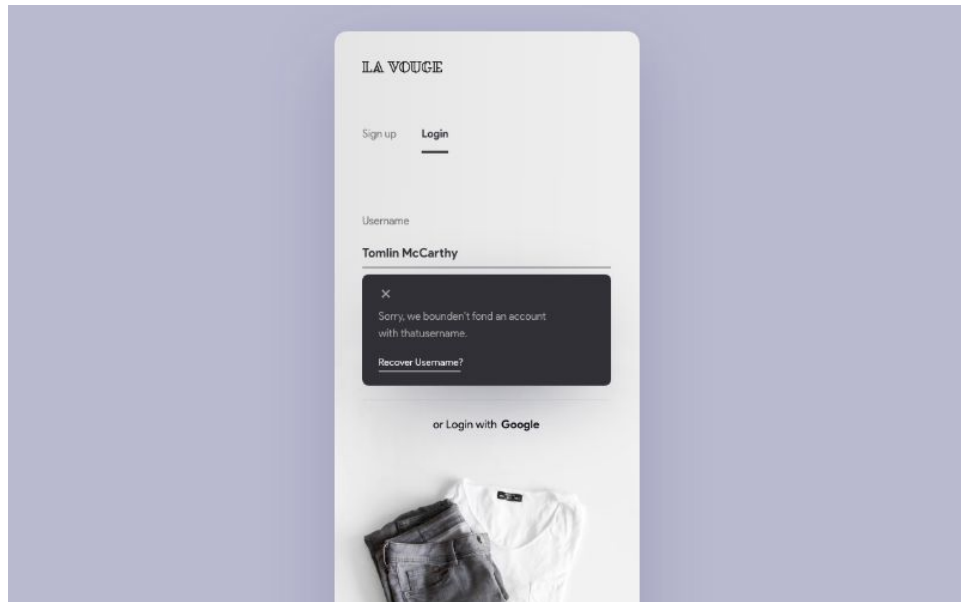 LA VOUGE
Sign up Login
Username
Tomlin McCarthy
Sorry, we bounden't fond an account
with thatusername.
Recover Username?
or Login with Google